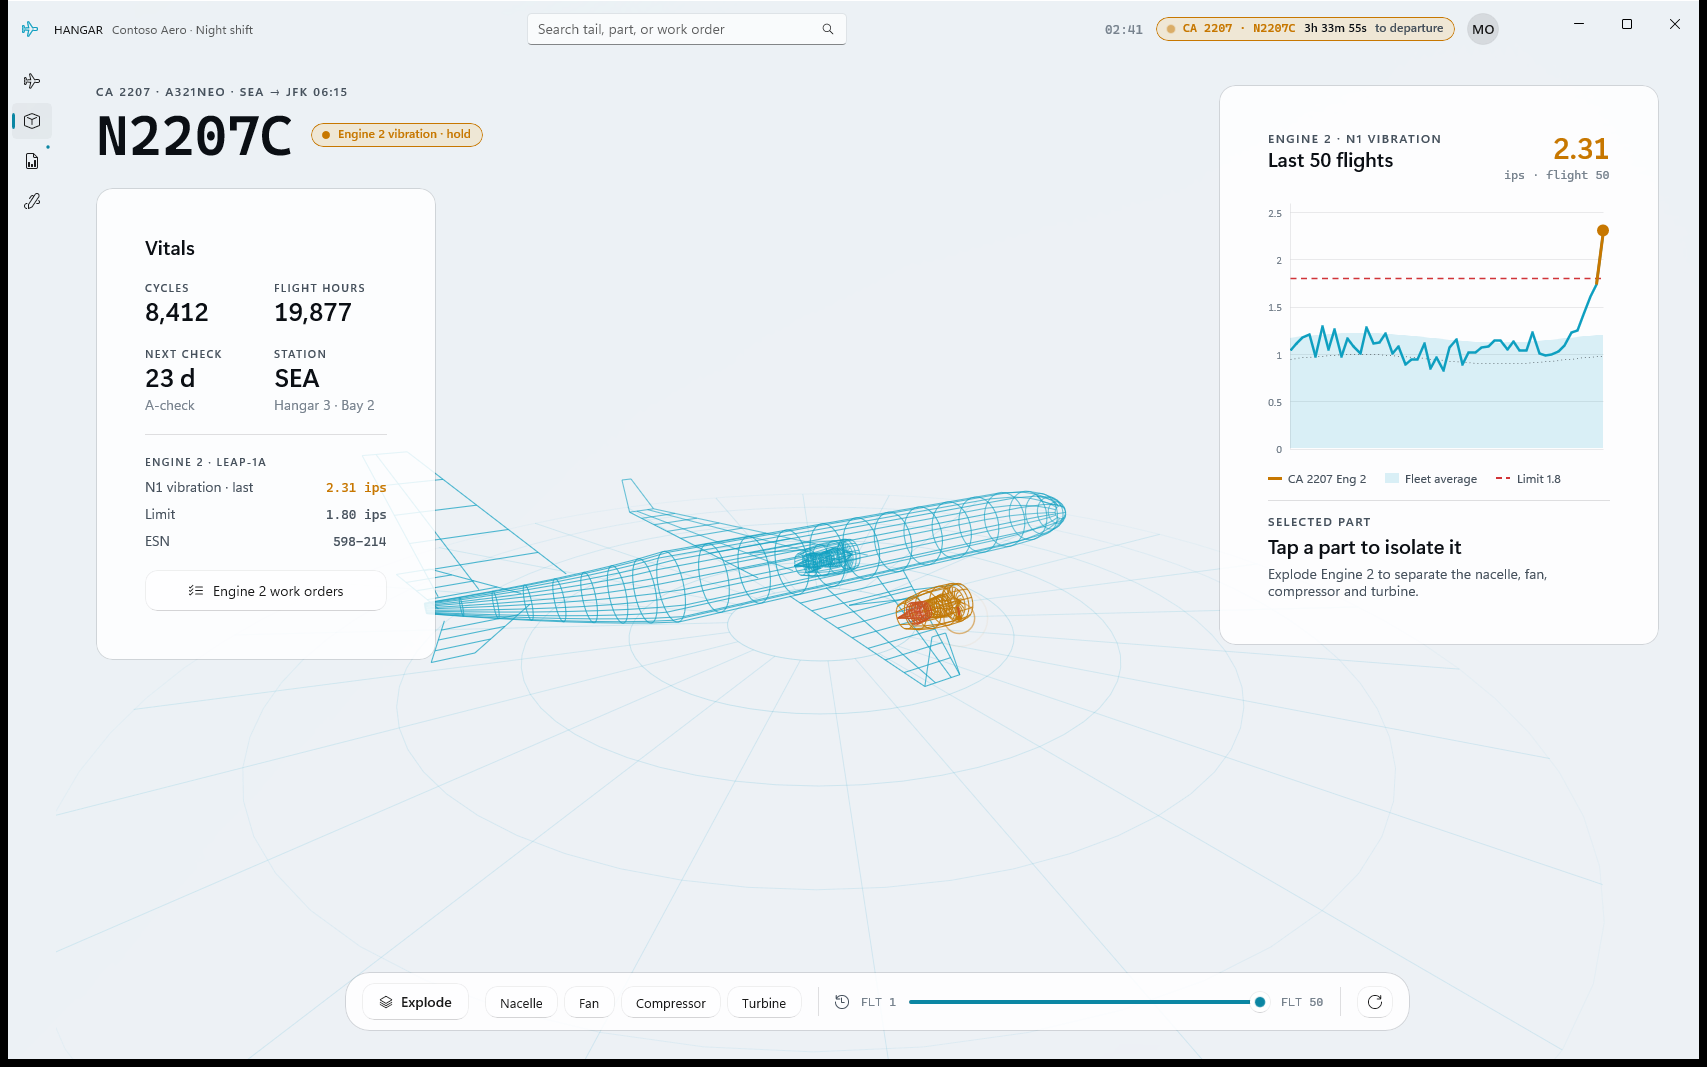 HANGAR Contoso Aero · Night shift
Search tail, part, or work order
02:41
CA 2207 · N2207C 3h 33m 55s to departure
MO
CA 2207 · A321NEO · SEA → JFK 06:15
N2207C
Engine 2 vibration · hold
Vitals
CYCLES FLIGHT HOURS
8,412 19,877
NEXT CHECK STATION
23 d SEA
A-check Hangar 3 · Bay 2
ENGINE 2 · LEAP-1A
N1 vibration · last 2.31 ips
Limit 1.80 ips
ESN 598-214
Engine 2 work orders
ENGINE 2 · N1 VIBRATION
Last 50 flights
2.31
ips · flight 50
2.5
2
1.5
1
0.5
0
CA 2207 Eng 2 Fleet average Limit 1.8
SELECTED PART
Tap a part to isolate it
Explode Engine 2 to separate the nacelle, fan,
compressor and turbine.
Explode Nacelle Fan Compressor Turbine FLT 1 FLT 50